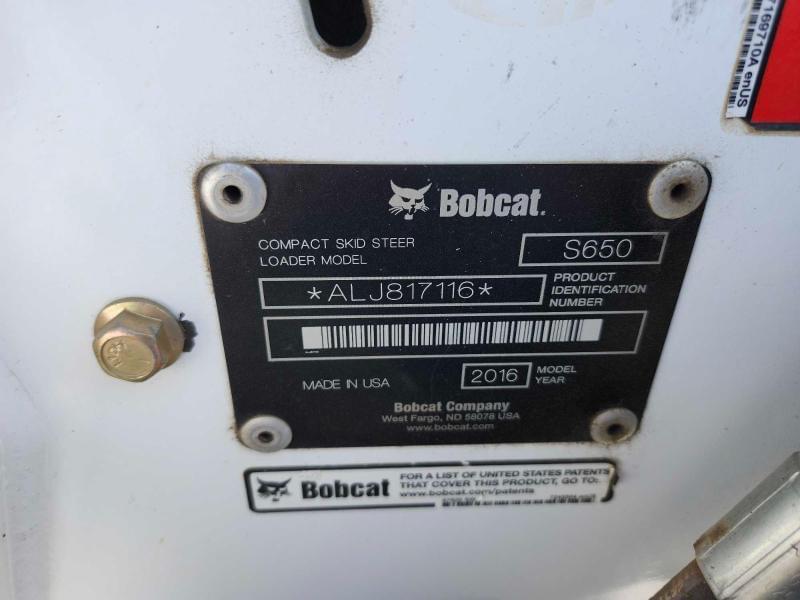 7169710A enUS
Bobcat.
COMPACT SKID STEER
LOADER MODEL
S650
*ALJ817116*
PRODUCT
IDENTIFICATION
NUMBER
MADE IN USA
2016
MODEL
YEAR
Bobcat Company
West Fargo, ND 58078 USA
www.bobcat.com
Bobcat
FOR A LIST OF UNITED STATES PATENTS
THAT COVER THIS PRODUCT, GO TO:
www.bobcat.com/patents